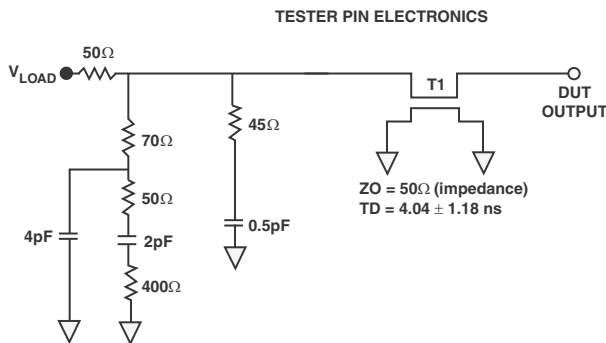 TESTER PIN ELECTRONICS
50Ω
VLOAD
T1
DUT
OUTPUT
70Ω
45Ω
50Ω
4pF
2pF
0.5pF
400Ω
ZO = 50Ω (impedance)
TD = 4.04 ± 1.18 ns